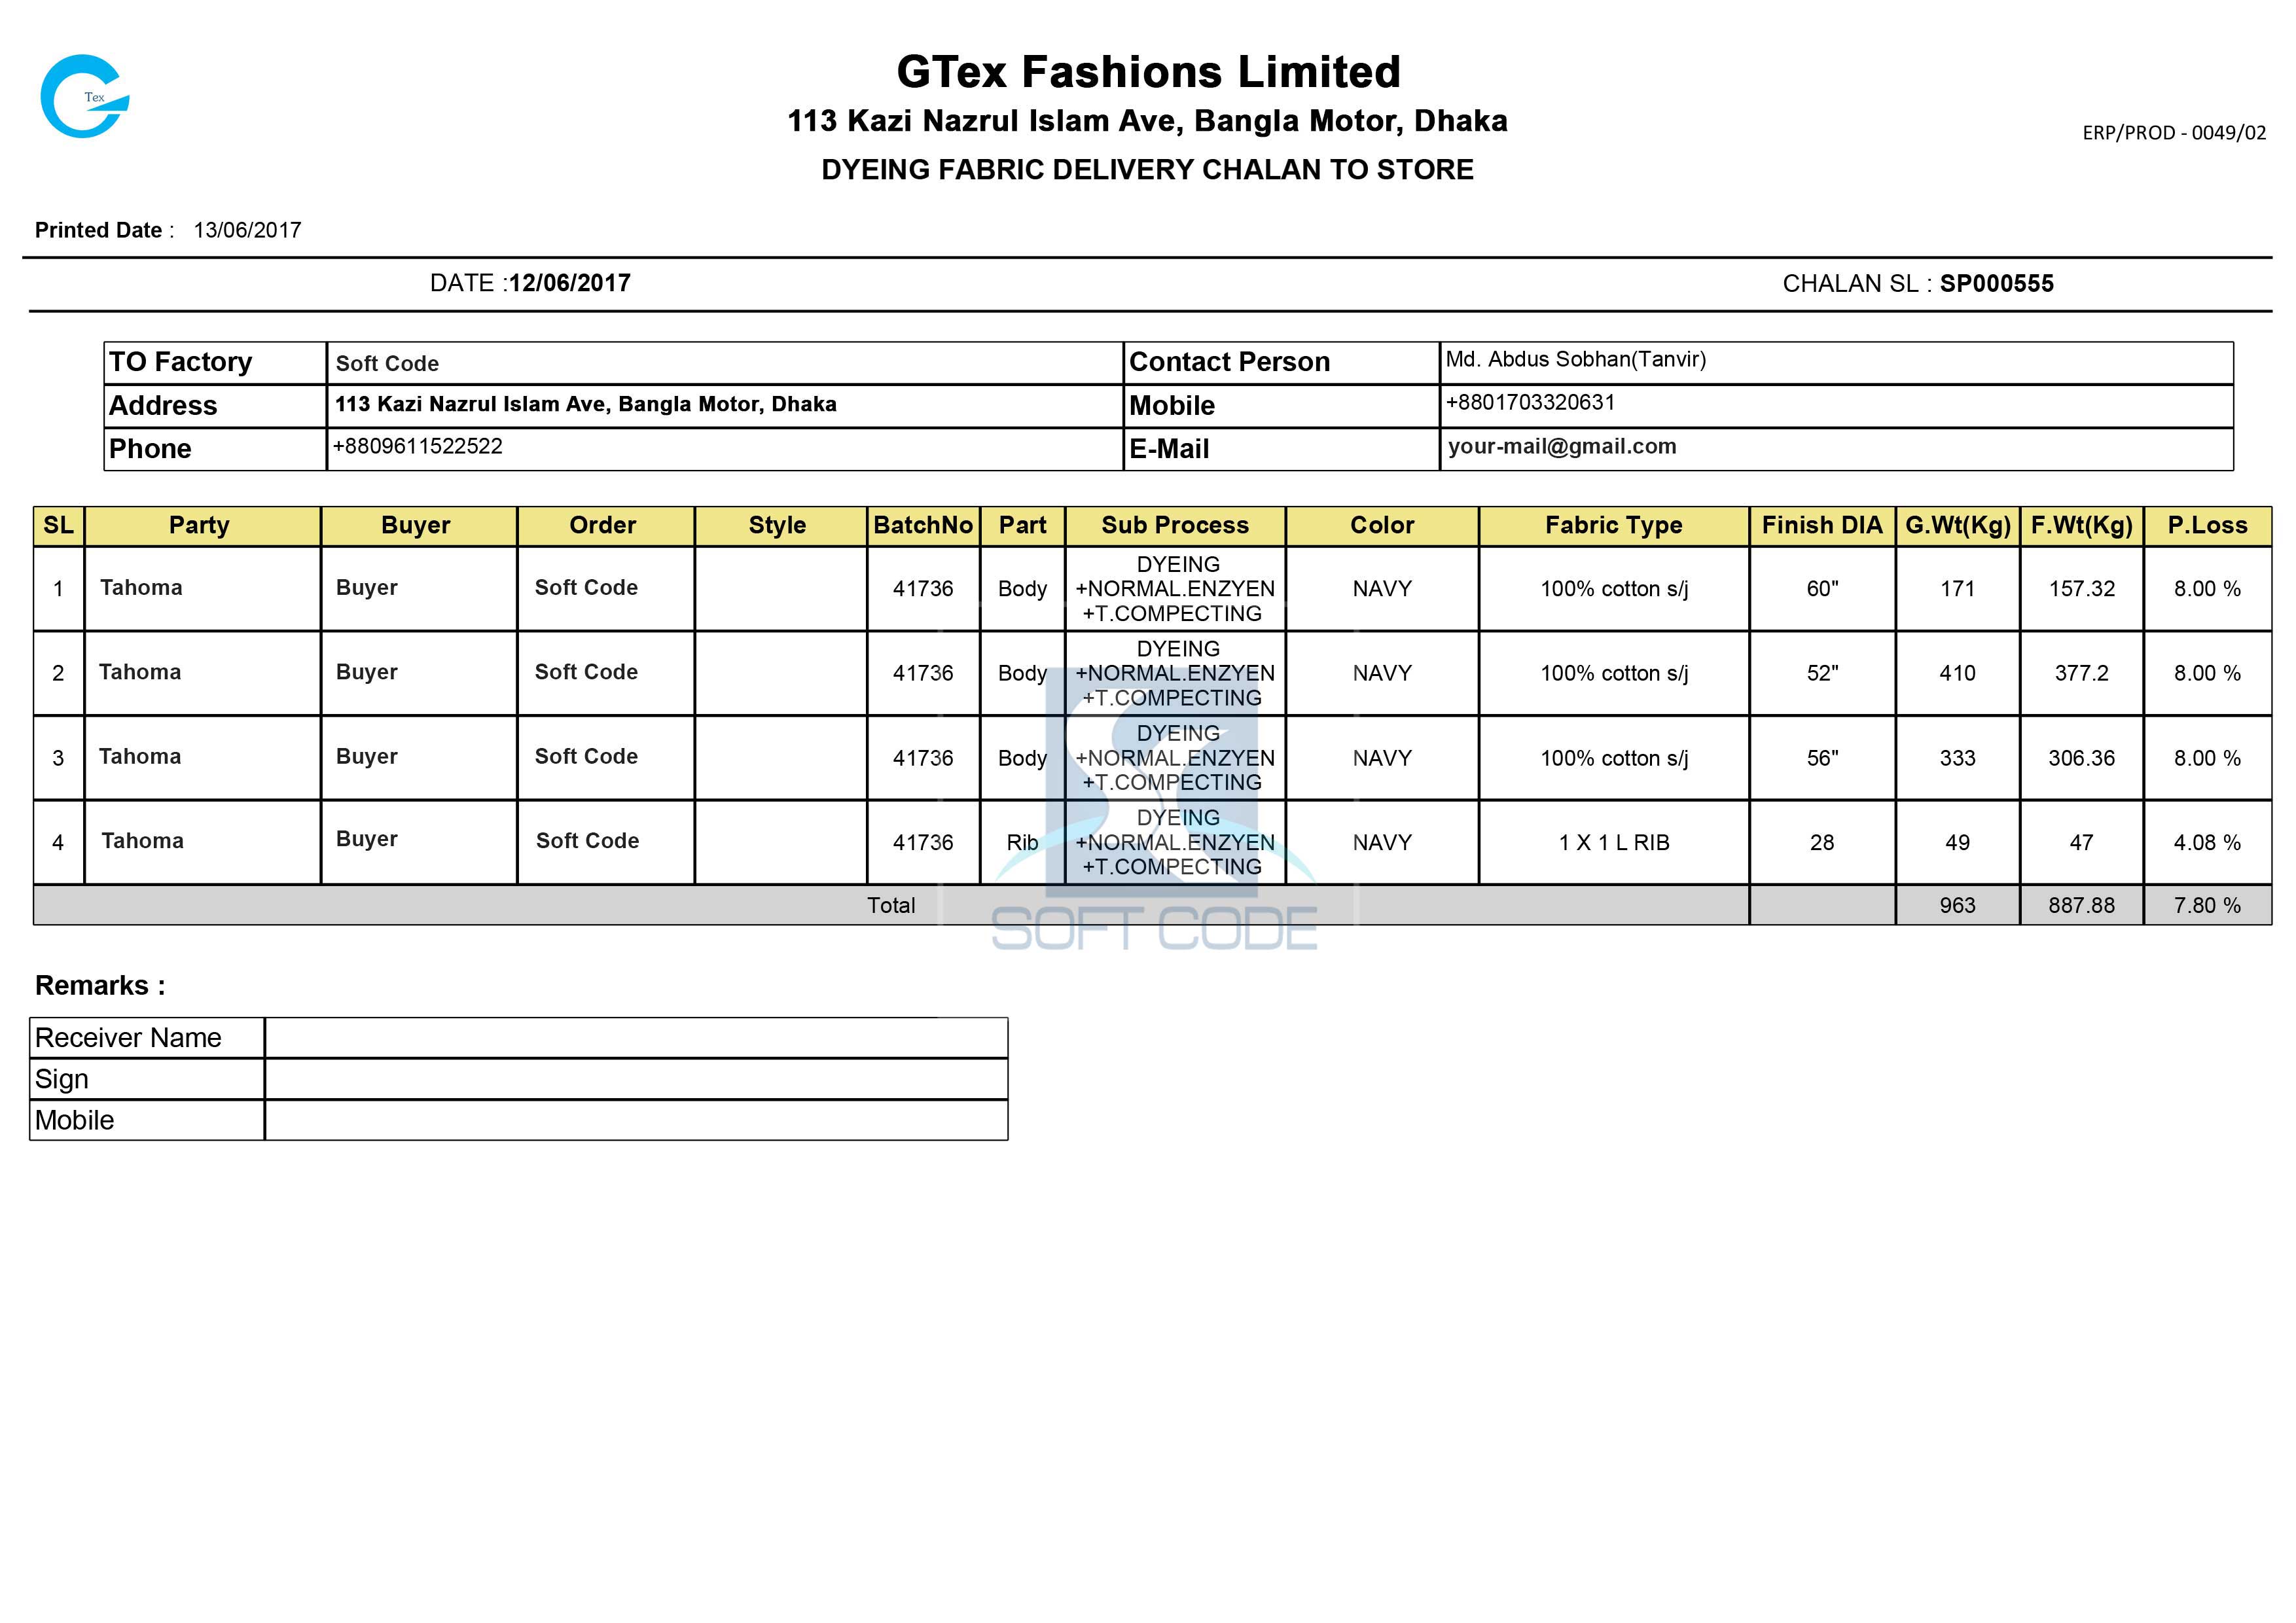 Tex
GTex Fashions Limited
113 Kazi Nazrul Islam Ave, Bangla Motor, Dhaka
ERP/PROD - 0049/02
DYEING FABRIC DELIVERY CHALAN TO STORE
Printed Date : 13/06/2017
DATE :12/06/2017 CHALAN SL : SP000555
TO Factory Soft Code Contact Person Md. Abdus Sobhan(Tanvir)
Address 113 Kazi Nazrul Islam Ave, Bangla Motor, Dhaka Mobile +8801703320631
Phone +8809611522522 E-Mail your-mail@gmail.com
SL Party Buyer Order Style BatchNo Part Sub Process Color Fabric Type Finish DIA G.Wt(Kg) F.Wt(Kg) P.Loss
DYEING
1 Tahoma Buyer Soft Code 41736 Body +NORMAL.ENZYEN NAVY 100% cotton s/j 60" 171 157.32 8.00 %
+T.COMPECTING
DYEING
2 Tahoma Buyer Soft Code 41736 Body +NORMAL.ENZYEN NAVY 100% cotton s/j 52" 410 377.2 8.00 %
+T.COMPECTING
DYEING
3 Tahoma Buyer Soft Code 41736 Body +NORMAL.ENZYEN NAVY 100% cotton s/j 56" 333 306.36 8.00 %
+T.COMPECTING
DYEING
4 Tahoma Buyer Soft Code 41736 Rib +NORMAL.ENZYEN NAVY 1 X 1 L RIB 28 49 47 4.08 %
+T.COMPECTING
Total 963 887.88 7.80 %
SOFT CODE
Remarks :
Receiver Name
Sign
Mobile